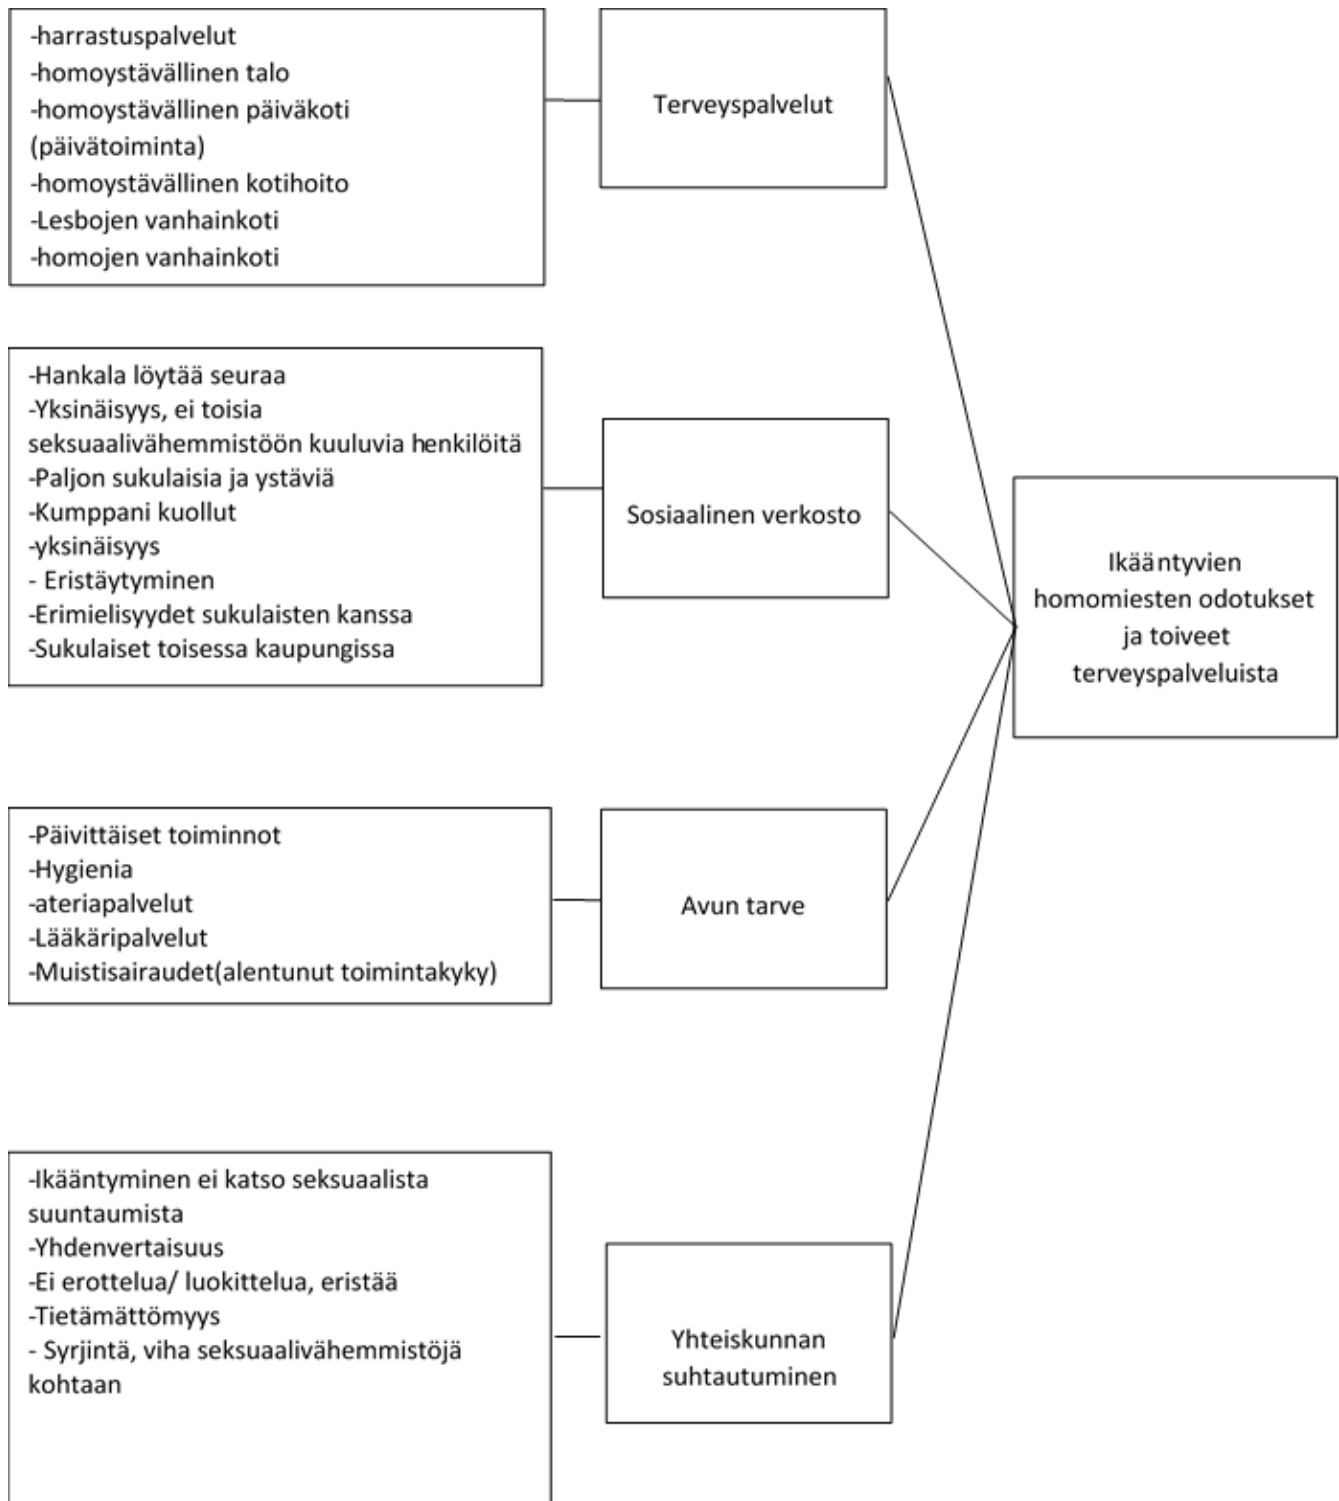 -harrastuspalvelut
-homoystävällinen talo
-homoystävällinen päiväkoti
(päivätoiminta)
-homoystävällinen kotihoito
-Lesbojen vanhainkoti
-homojen vanhainkoti
Terveyspalvelut
-Hankala löytää seuraa
-Yksinäisyys, ei toisia
seksuaalivähemmistöön kuuluvia henkilöitä
-Paljon sukulaisia ja ystäviä
-Kumppani kuollut
-yksinäisyys
- Eristäytyminen
-Erimielisyydet sukulaisten kanssa
-Sukulaiset toisessa kaupungissa
Sosiaalinen verkosto
-Päivittäiset toiminnot
-Hygienia
-ateriapalvelut
-Lääkäripalvelut
-Muistisairaudet(alentunut toimintakyky)
Avun tarve
-Ikääntyminen ei katso seksuaalista
suuntaumista
-Yhdenvertaisuus
-Ei erottelua/ luokittelua, eristää
-Tietämättömyys
- Syrjintä, viha seksuaalivähemmistöjä
kohtaan
Yhteiskunnan
suhtautuminen
Ikääntyvien
homomiesten odotukset
ja toiveet
terveyspalveluista